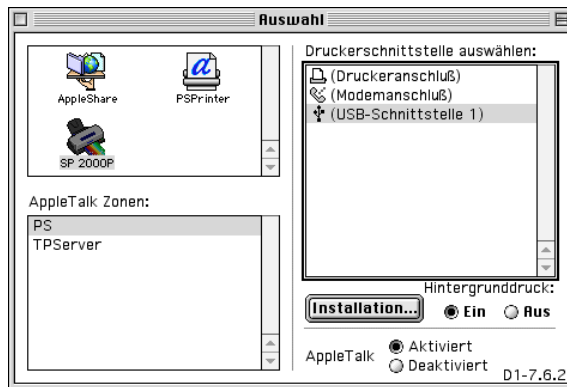 Auswahl
AppleShare
PSPrinter
SP 2000P
AppleTalk Zonen:
PS
TPServer
Druckerschnittstelle auswählen:
(Druckeranschluß)
(Modemanschluß)
(USB-Schnittstelle 1)
Hintergrunddruck:
Installation...
Ein
Aus
AppleTalk
Aktiviert
Deaktiviert
D1-7.6.2